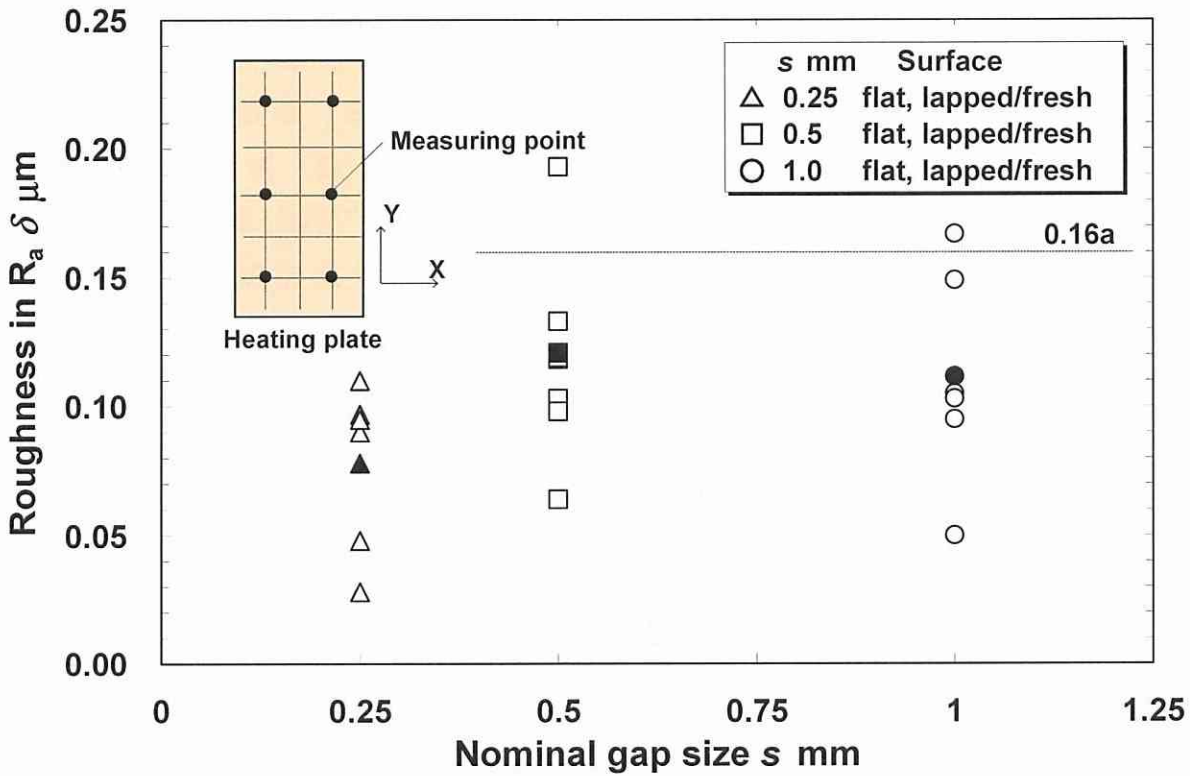 0.25
0.20
0.15
0.10
0.05
0.00
Roughness in Ra δ μm
0 0.25 0.5 0.75 1 1.25
Nominal gap size s mm
s mm Surface
△ 0.25 flat, lapped/fresh
□ 0.5 flat, lapped/fresh
○ 1.0 flat, lapped/fresh
Measuring point
Y
X
Heating plate
0.16a